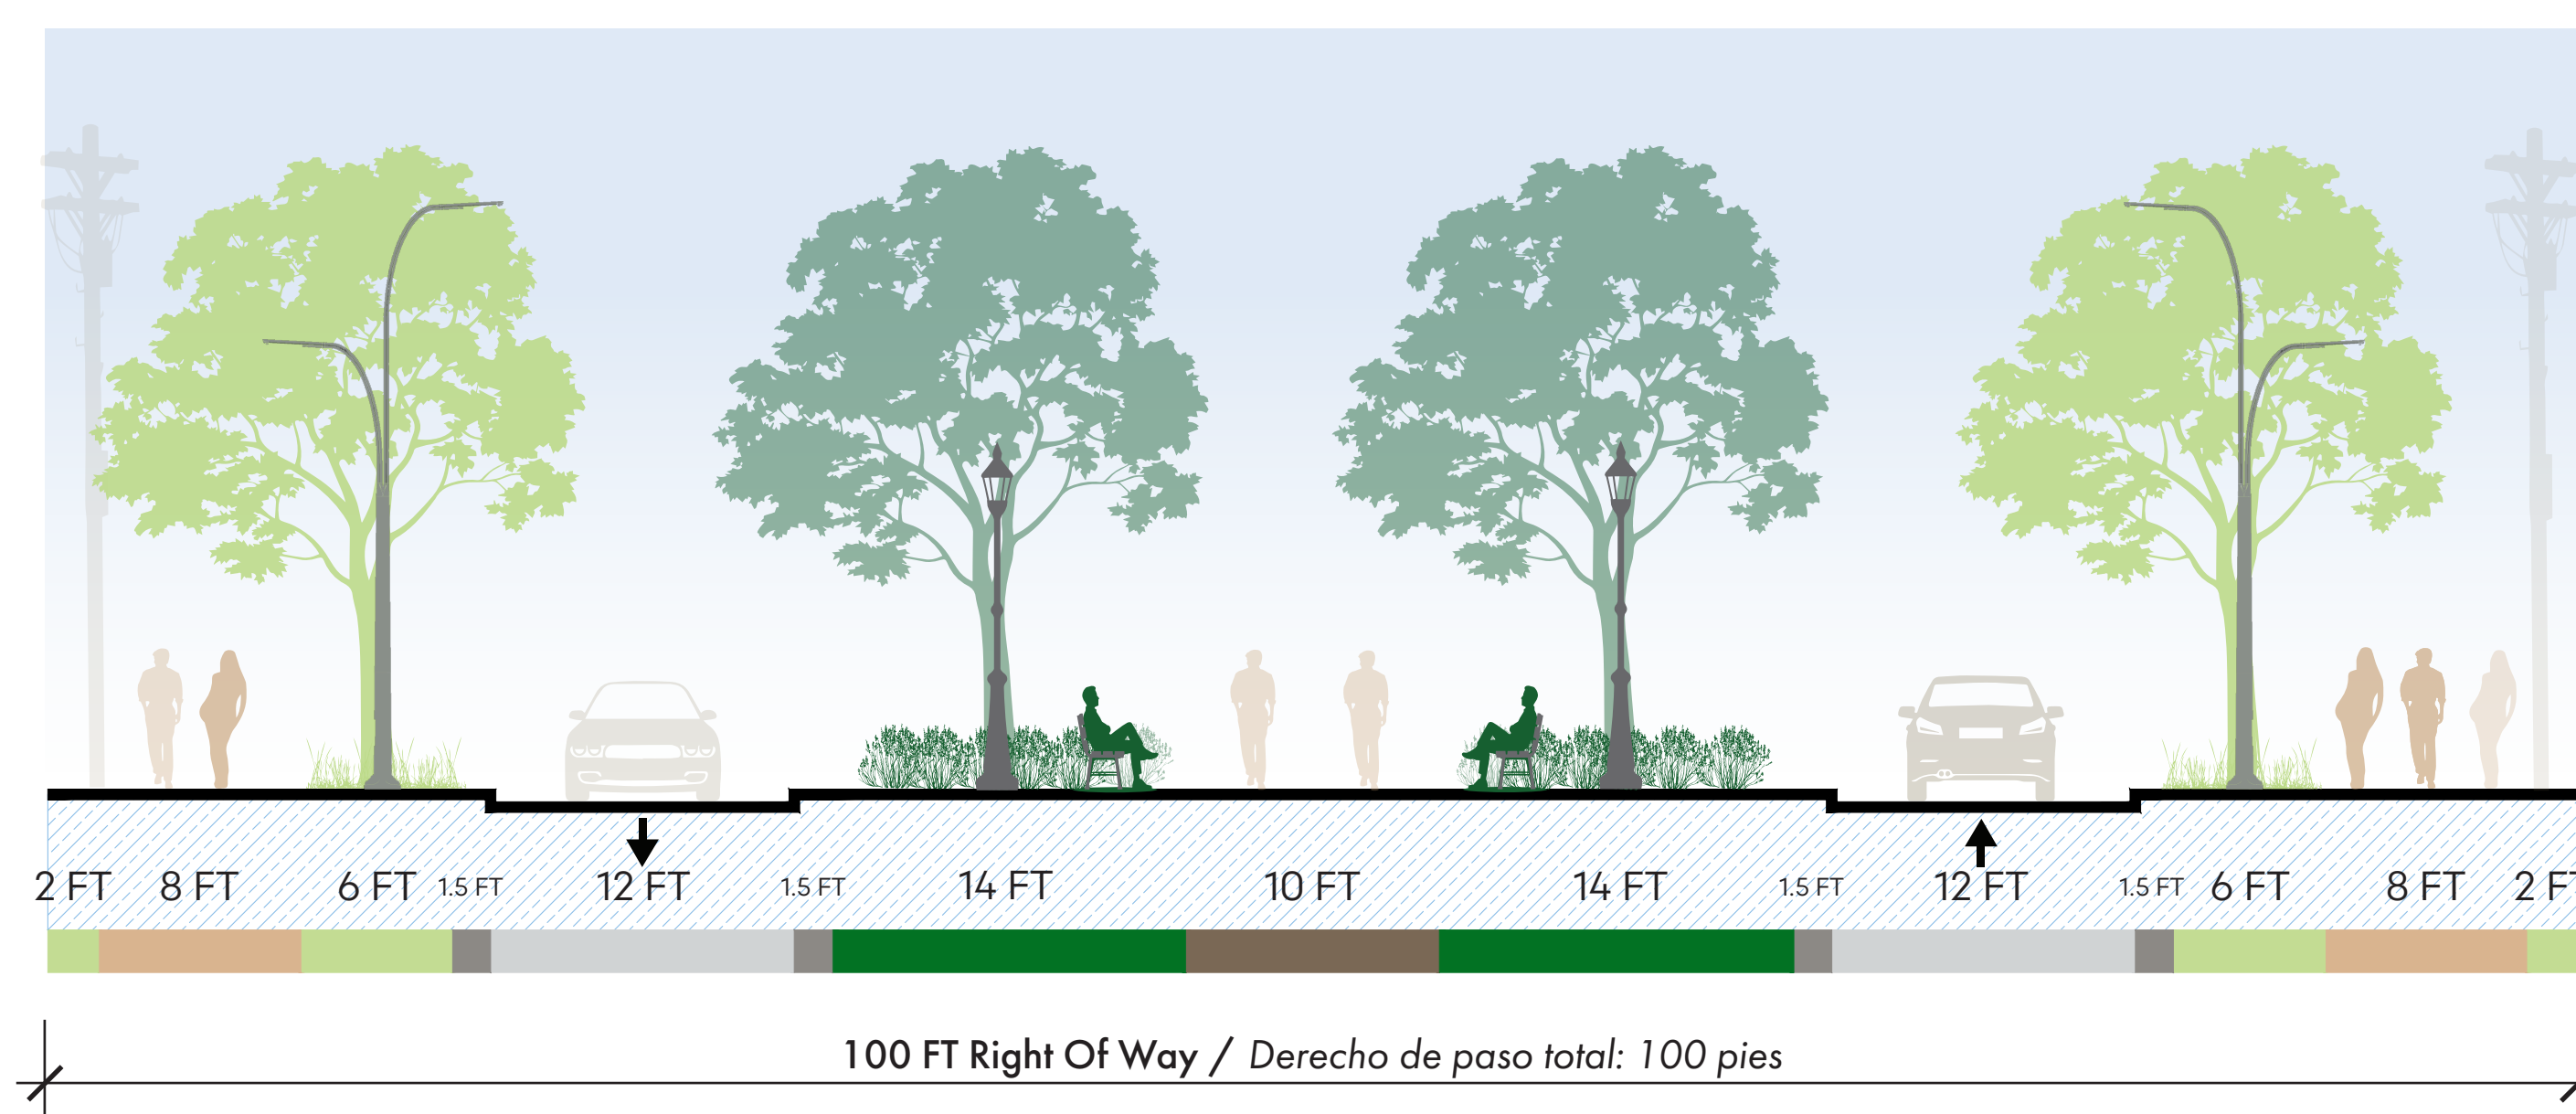 2 FT 8 FT 6 FT 1.5 FT 12 FT 1.5 FT 14 FT 10 FT 14 FT 1.5 FT 12 FT 1.5 FT 6 FT 8 FT 2 FT
100 FT Right Of Way / Derecho de paso total: 100 pies